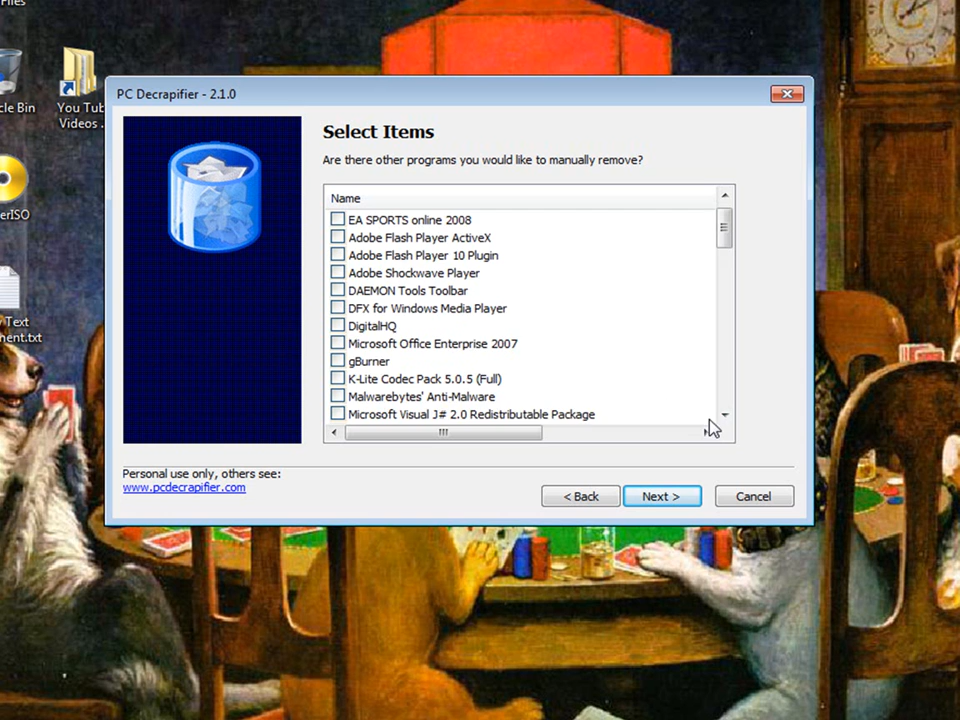 Files
cle Bin
You Tub
Videos .
erISO
Text
ment.txt
PC Decrapifier - 2.1.0
Select Items
Are there other programs you would like to manually remove?
Name
EA SPORTS online 2008
Adobe Flash Player ActiveX
Adobe Flash Player 10 Plugin
Adobe Shockwave Player
DAEMON Tools Toolbar
DFX for Windows Media Player
DigitalHQ
Microsoft Office Enterprise 2007
gBurner
K-Lite Codec Pack 5.0.5 (Full)
Malwarebytes' Anti-Malware
Microsoft Visual J# 2.0 Redistributable Package
Personal use only, others see:
www.pcdecrapifier.com
< Back
Next >
Cancel